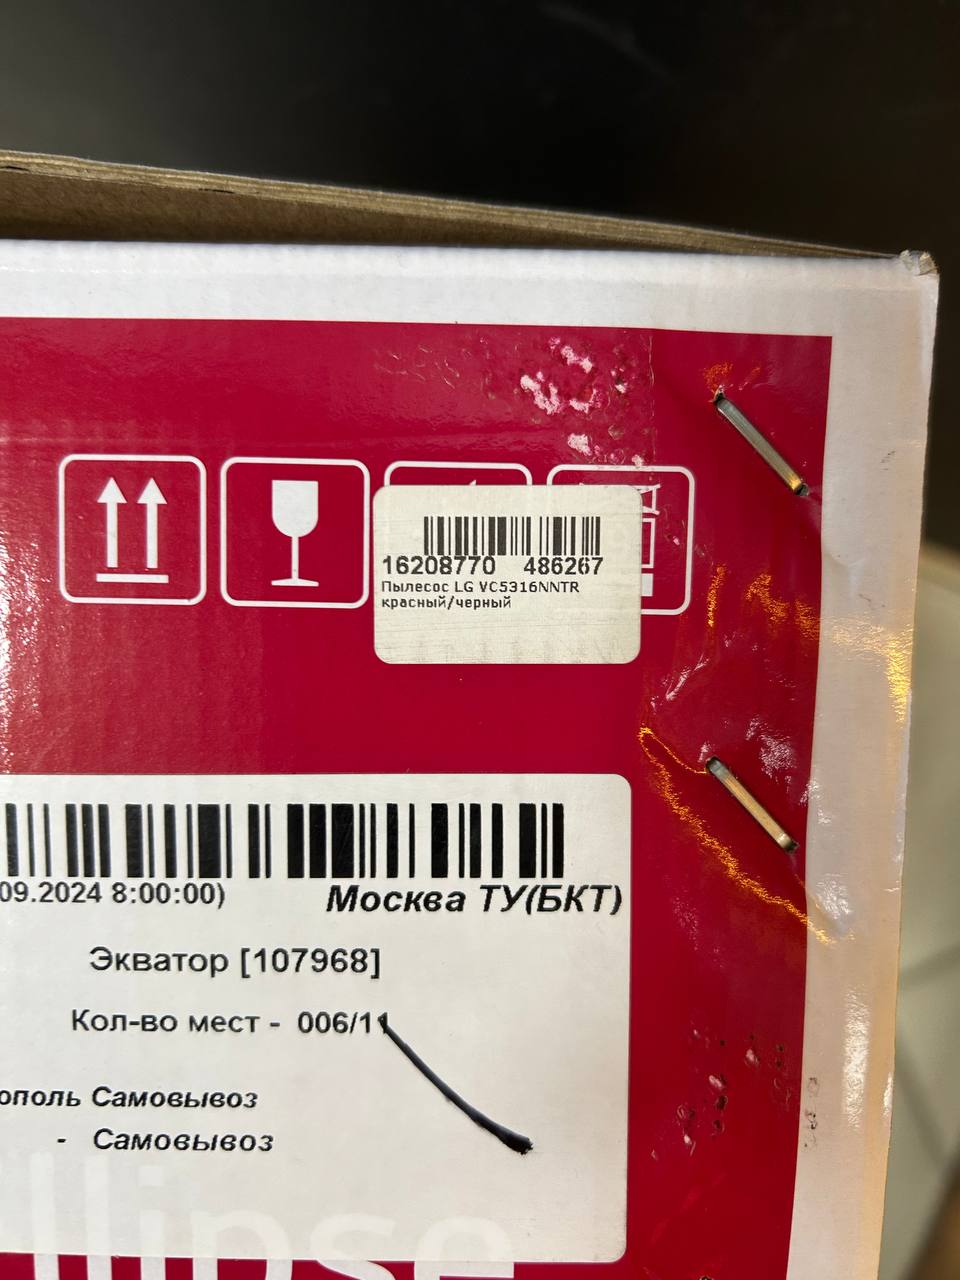 16208770 486267
Пылесос LG VC5316NNTR
красный/черный
09.2024 8:00:00)
Москва ТУ(БКТ)
Экватор [107968]
Кол-во мест - 006/11
ополь Самовывоз
- Самовывоз
llipse